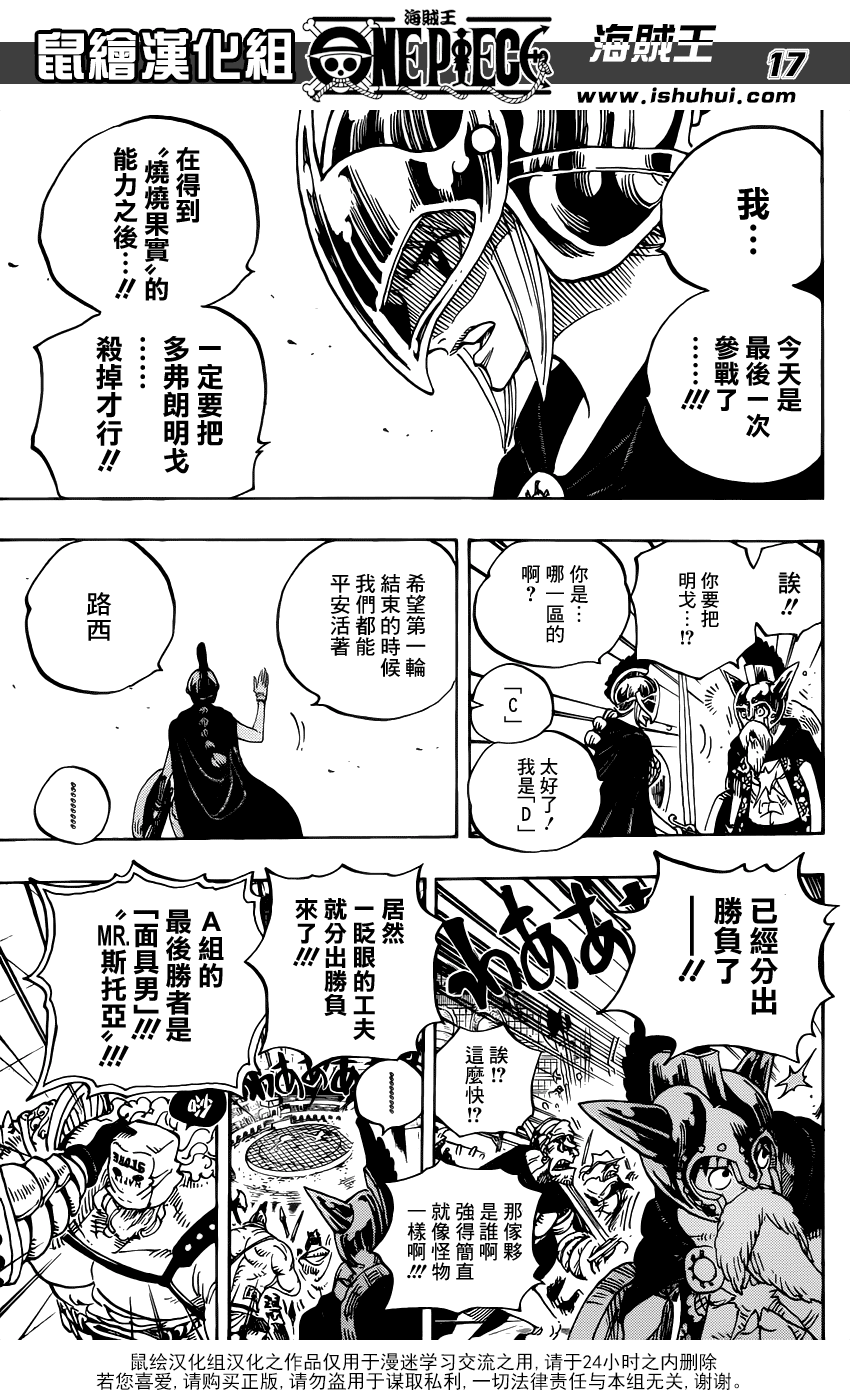 鼠繪漢化組
海賊王
ONE PIECE
海賊王
17
www.ishuhui.com
我…
今天是
最後一次
參戰了
……!!!
在得到
“燒燒果實”的
能力之後…!!
一定要把
多弗朗明戈
……
殺掉才行!!
誒!!
你要把
明戈…!?
你是…
哪一區的
啊?
「C」
太好了!
我是「D」
希望第一輪
結束的時候
我們都能
平安活著
路西
………
已經分出
勝負了
——!!
わあああ
誒!?
這麼快!?
那傢夥
是誰啊
強得簡直
就像怪物
一樣啊!!!
居然
一眨眼的工夫
就分出勝負
來了!!!
………
わあああ
A組的
最後勝者是
「面具男」!!!
“MR.斯托亞”!!!
STORE
鼠绘汉化组汉化之作品仅用于漫迷学习交流之用, 请于24小时之内删除
若您喜爱, 请购买正版, 请勿盗用于谋取私利, 一切法律责任与本组无关, 谢谢.